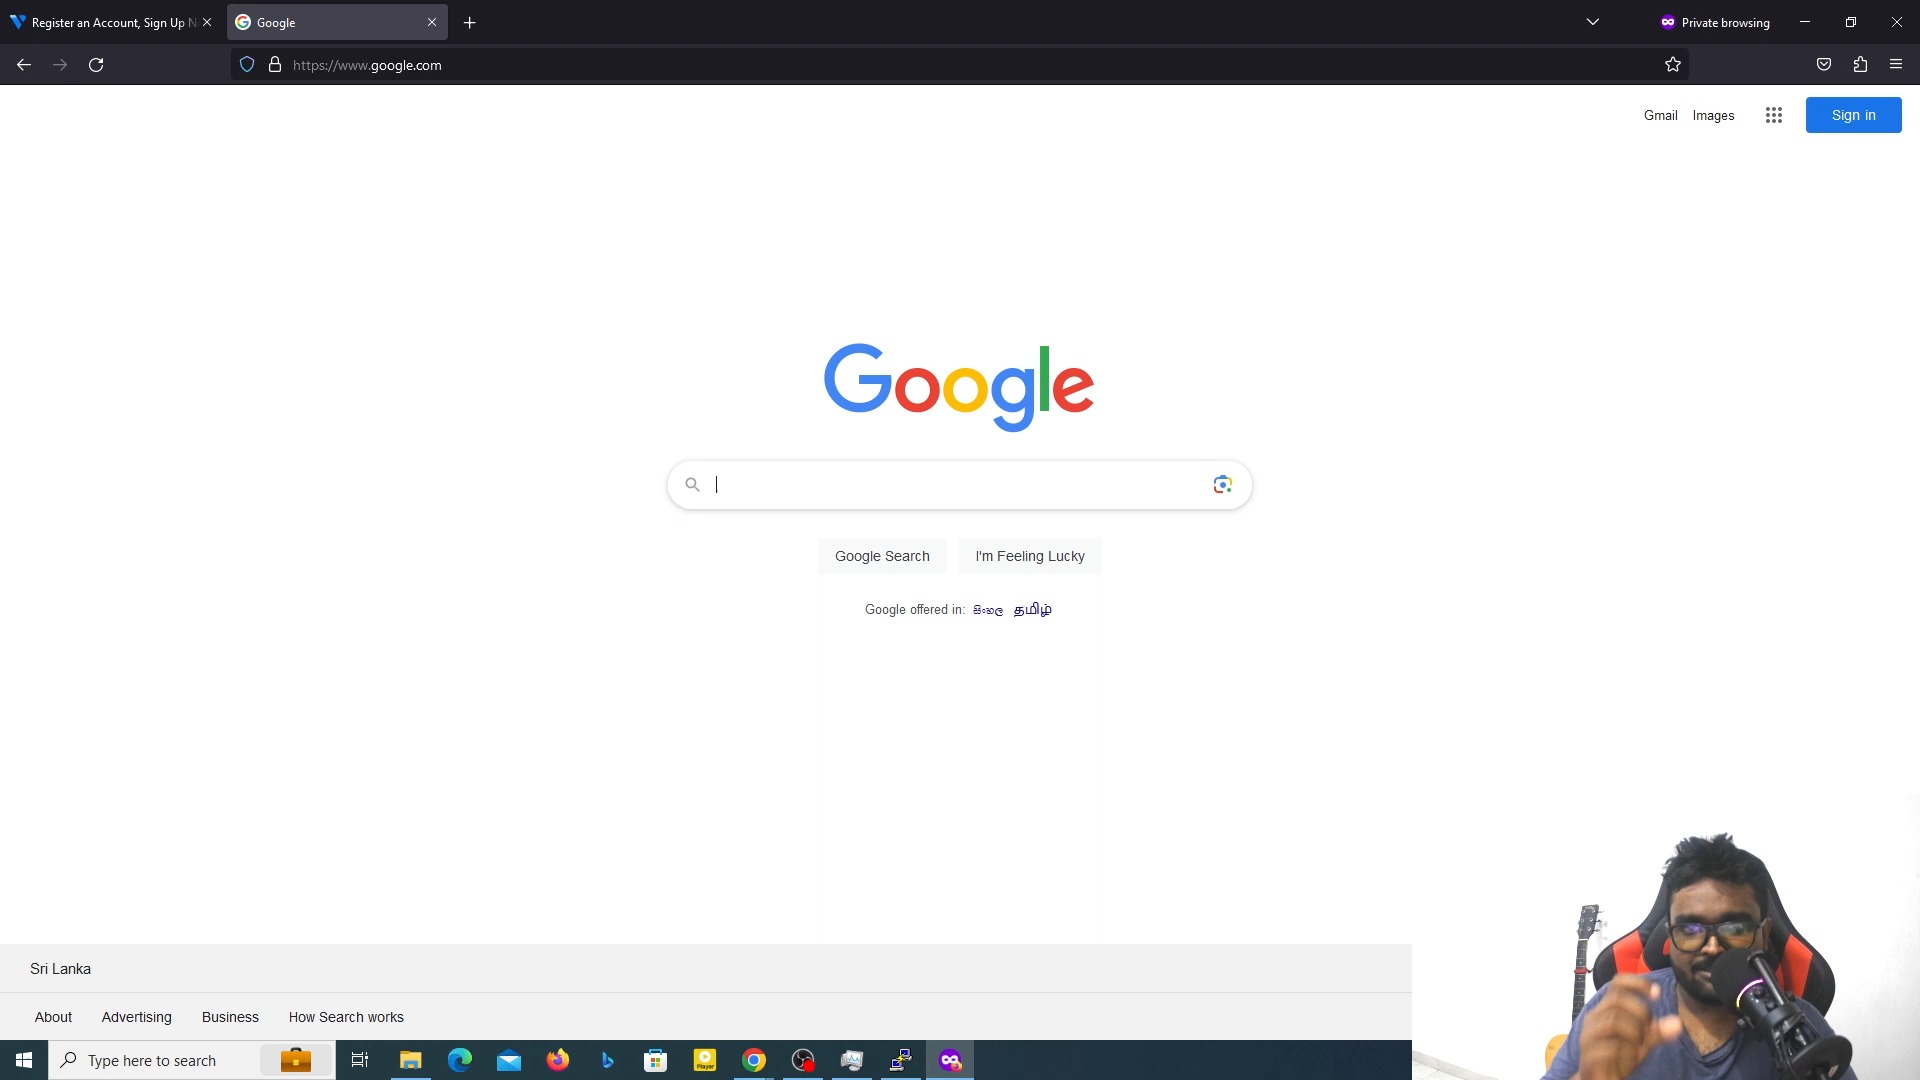 Register an Account, Sign Up N
Google
Private browsing
https://www.google.com
Gmail
Images
Sign in
Google
Google Search
I'm Feeling Lucky
Google offered in: සිංහල தமிழ்
Sri Lanka
About
Advertising
Business
How Search works
Type here to search
Player